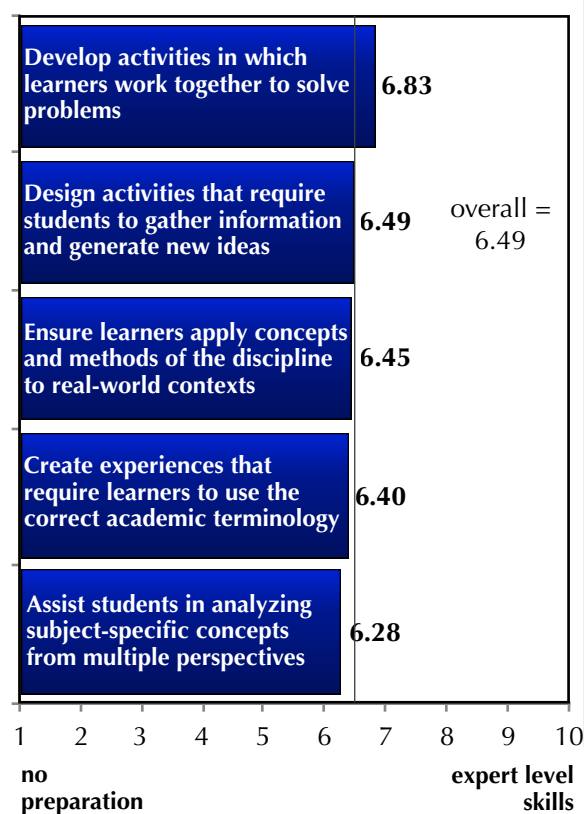 Develop activities in which
learners work together to solve
problems
6.83
Design activities that require
students to gather information
and generate new ideas
6.49
overall =
6.49
Ensure learners apply concepts
and methods of the discipline
to real-world contexts
6.45
Create experiences that
require learners to use the
correct academic terminology
6.40
Assist students in analyzing
subject-specific concepts
from multiple perspectives
6.28
1 2 3 4 5 6 7 8 9 10
no
preparation
expert level
skills